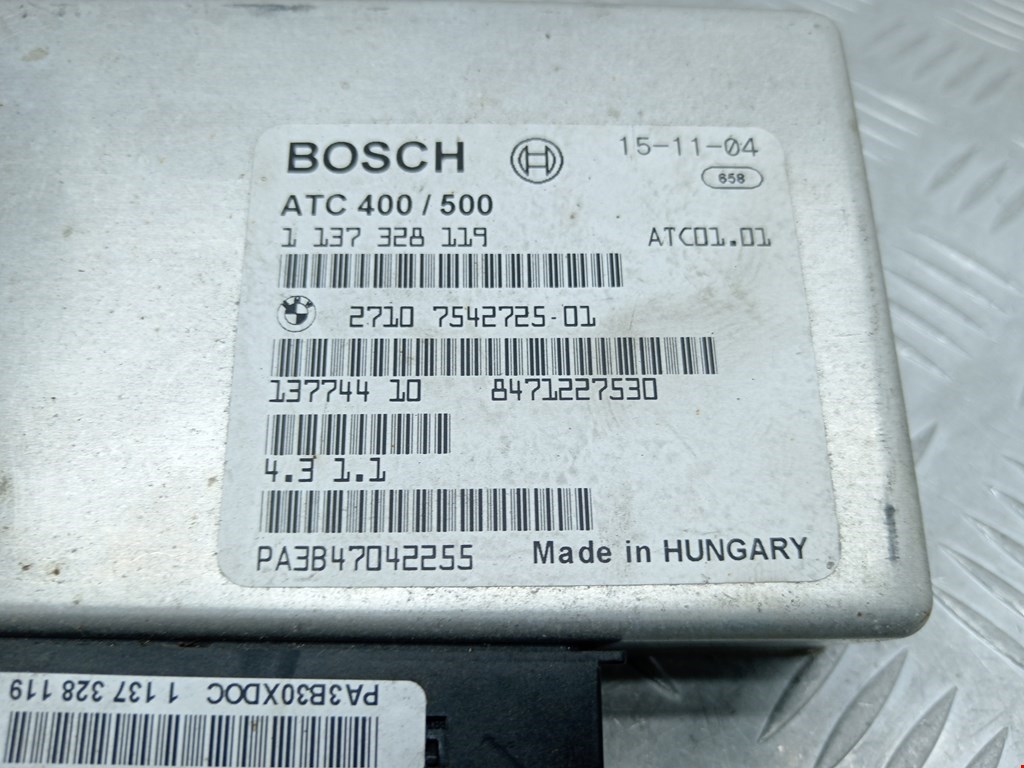 BOSCH 15-11-04
658
ATC 400 / 500
1 137 328 119 ATC01.01
2710 7542725-01
137744 10 8471227530
4.3 1.1
PA3B47042255 Made in HUNGARY
PA3B30XDOC 1 137 328 119